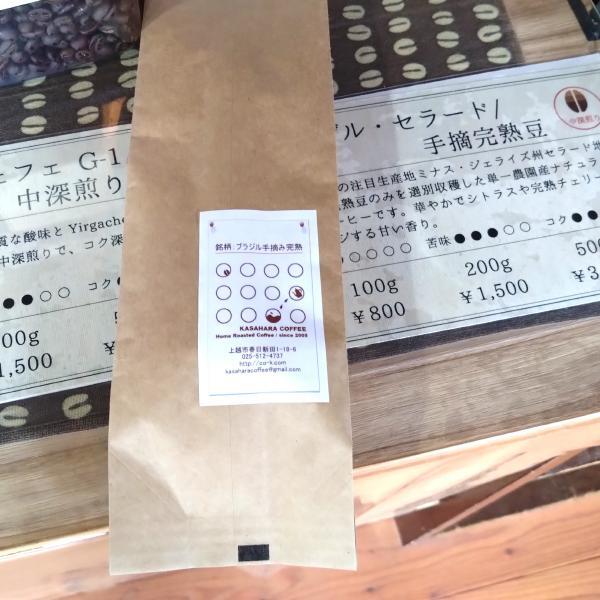 ェフェ G-1
中深煎り
質な酸味と Yirgache
中深煎りで、コク深
コク
00g
1,500
銘柄:ブラジル手摘み完熟
KASAHARA COFFEE
Home Roasted Coffee / since 2005
上越市春日新田1-18-6
025-512-4737
http://co-k.com
kasaharacoffee@gmail.com
ジル・セラード/
手摘完熟豆
中深煎り
の注目生産地ミナス・ジェライズ州セラード地
熟豆のみを選別収穫した単一農園産ナチュラ
ーヒーです。華やかでシトラスや完熟チェリー
ンする甘い香り。
苦味 コク
100g 200g 500
¥800 ¥1,500 ¥3